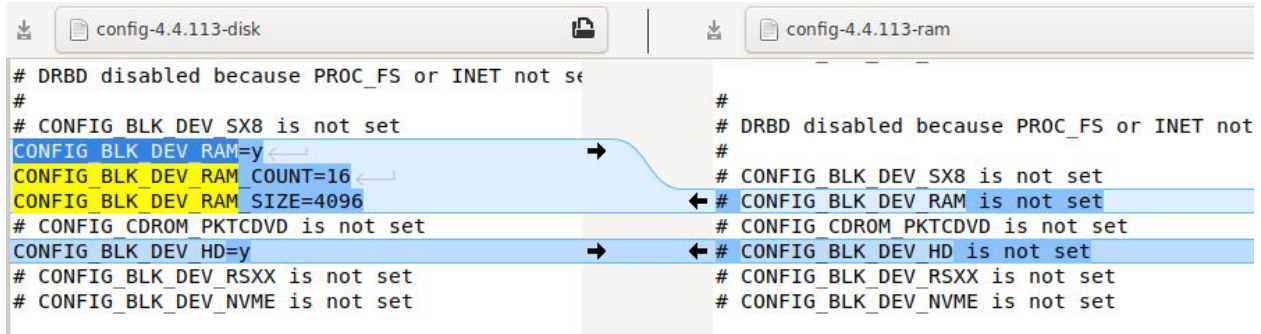 config-4.4.113-disk
# DRBD disabled because PROC_FS or INET not se
#
# CONFIG_BLK_DEV_SX8 is not set
CONFIG_BLK_DEV_RAM=y
CONFIG_BLK_DEV_RAM_COUNT=16
CONFIG_BLK_DEV_RAM_SIZE=4096
# CONFIG_CDROM_PKTCDVD is not set
CONFIG_BLK_DEV_HD=y
# CONFIG_BLK_DEV_RSXX is not set
# CONFIG_BLK_DEV_NVME is not set
config-4.4.113-ram
#
# DRBD disabled because PROC_FS or INET not
#
# CONFIG_BLK_DEV_SX8 is not set
# CONFIG_BLK_DEV_RAM is not set
# CONFIG_CDROM_PKTCDVD is not set
# CONFIG_BLK_DEV_HD is not set
# CONFIG_BLK_DEV_RSXX is not set
# CONFIG_BLK_DEV_NVME is not set